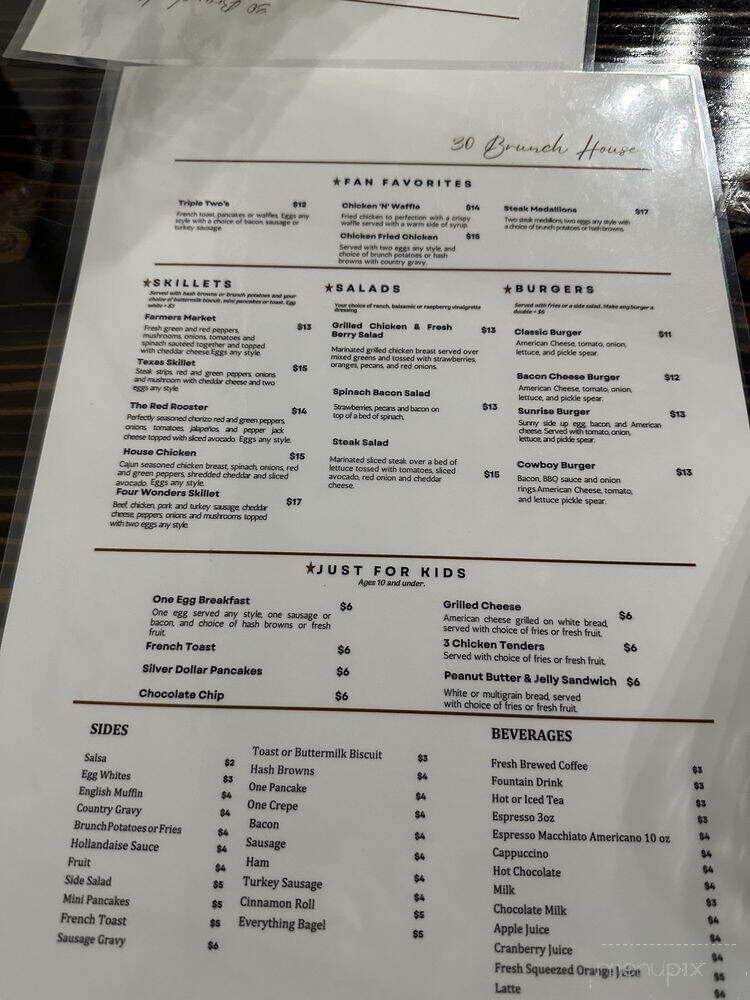 30 Brunch House
★FAN FAVORITES
Triple Two's $12
French toast, pancakes or waffles. Eggs any
style with a choice of bacon, sausage or
turkey sausage.
Chicken 'N' Waffle $14
Fried chicken to perfection with a crispy
waffle served with a warm side of syrup.
Chicken Fried Chicken $15
Served with two eggs any style, and
choice of brunch potatoes or hash
browns with country gravy.
Steak Medallions $17
Two steak medallions, two eggs any style with
a choice of brunch potatoes or hash browns.
★SKILLETS
Served with hash browns or brunch potatoes and your
choice of buttermilk biscuit, mini pancakes or toast. Egg
white + $3
Farmers Market $13
Fresh green and red peppers,
mushrooms, onions, tomatoes and
spinach sautéed together and topped
with cheddar cheese. Eggs any style.
Texas Skillet $15
Steak strips, red and green peppers, onions
and mushroom with cheddar cheese and two
eggs any style.
The Red Rooster $14
Perfectly seasoned chorizo red and green peppers,
onions, tomatoes, jalapeños, and pepper jack
cheese topped with sliced avocado. Eggs any style.
House Chicken $15
Cajun seasoned chicken breast, spinach, onions, red
and green peppers, shredded cheddar and sliced
avocado. Eggs any style.
Four Wonders Skillet $17
Beef, chicken, pork and turkey sausage, cheddar
cheese, peppers, onions and mushrooms topped
with two eggs any style.
★SALADS
Your choice of ranch, balsamic or raspberry vinaigrette
dressing
Grilled Chicken & Fresh $13
Berry Salad
Marinated grilled chicken breast served over
mixed greens and tossed with strawberries,
oranges, pecans, and red onions.
Spinach Bacon Salad
Strawberries, pecans and bacon on $13
top of a bed of spinach.
Steak Salad
Marinated sliced steak over a bed of
lettuce tossed with tomatoes, sliced $15
avocado, red onion and cheddar
cheese.
★BURGERS
Served with fries or a side salad. Make any burger a
double + $6
Classic Burger $11
American Cheese, tomato, onion,
lettuce, and pickle spear.
Bacon Cheese Burger $12
American Cheese, tomato, onion,
lettuce, and pickle spear.
Sunrise Burger $13
Sunny side up egg, bacon, and American
cheese. Served with tomato, onion,
lettuce, and pickle spear.
Cowboy Burger $13
Bacon, BBQ sauce and onion
rings.American Cheese, tomato,
and lettuce pickle spear.
★JUST FOR KIDS
Ages 10 and under.
One Egg Breakfast $6
One egg served any style, one sausage or
bacon, and choice of hash browns or fresh
fruit.
French Toast $6
Silver Dollar Pancakes $6
Chocolate Chip $6
Grilled Cheese $6
American cheese grilled on white bread,
served with choice of fries or fresh fruit.
3 Chicken Tenders $6
Served with choice of fries or fresh fruit.
Peanut Butter & Jelly Sandwich $6
White or multigrain bread, served
with choice of fries or fresh fruit.
SIDES
Salsa $2
Egg Whites $3
English Muffin $4
Country Gravy $4
Brunch Potatoes or Fries $4
Hollandaise Sauce $4
Fruit $4
Side Salad $5
Mini Pancakes $5
French Toast $5
Sausage Gravy $6
Toast or Buttermilk Biscuit $3
Hash Browns $4
One Pancake $4
One Crepe $4
Bacon $4
Sausage $4
Ham $4
Turkey Sausage $4
Cinnamon Roll $5
Everything Bagel $5
BEVERAGES
Fresh Brewed Coffee $3
Fountain Drink $3
Hot or Iced Tea $3
Espresso 3oz $3
Espresso Macchiato Americano 10 oz $4
Cappuccino $4
Hot Chocolate $4
Milk $3
Chocolate Milk $4
Apple Juice $4
Cranberry Juice $4
Fresh Squeezed Orange Juice $5
Latte $4
menupix